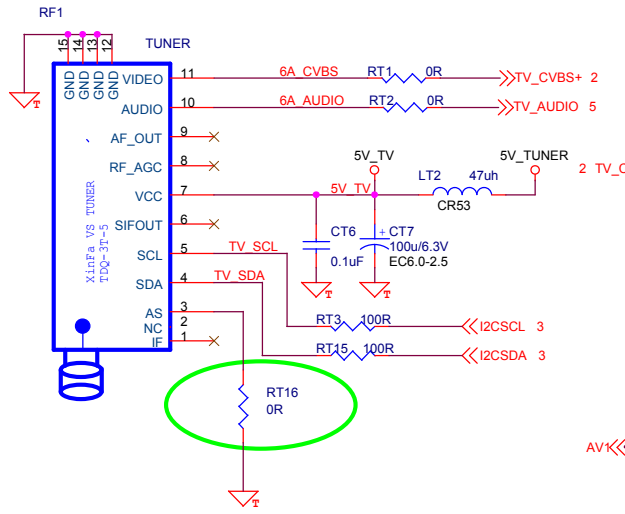 RF1
TUNER
15
14
13
12
GND
GND
GND
GND
VIDEO 11 6A_CVBS RT1 0R TV_CVBS+ 2
AUDIO 10 6A_AUDIO RT2 0R TV_AUDIO 5
AF_OUT 9
RF_AGC 8
5V_TV LT2 47uh 5V_TUNER 2 TV_C
VCC 7 5V_TV CR53
SIFOUT 6
CT6 0.1uF
+ CT7 100u/6.3V EC6.0-2.5
XinFa VS TUNER
TDQ-3T-5
SCL 5 TV_SCL
SDA 4 TV_SDA
AS 3
NC 2
IF 1
RT3 100R I2CSCL 3
RT15 100R I2CSDA 3
RT16
0R
AV1
T
T
T
T